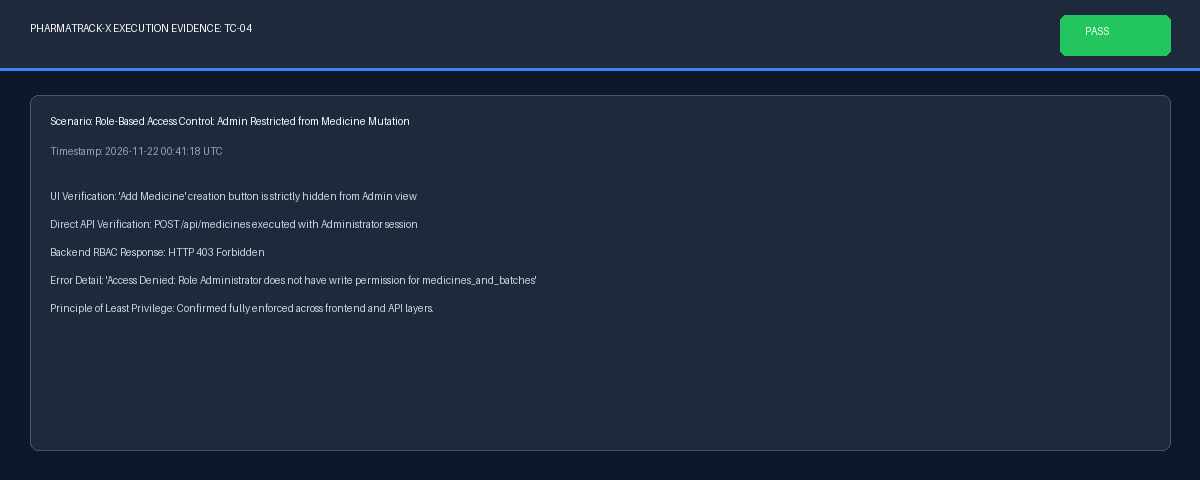 PHARMATRACK-X EXECUTION EVIDENCE: TC-04
PASS
Scenario: Role-Based Access Control: Admin Restricted from Medicine Mutation
Timestamp: 2026-11-22 00:41:18 UTC
UI Verification: 'Add Medicine' creation button is strictly hidden from Admin view
Direct API Verification: POST /api/medicines executed with Administrator session
Backend RBAC Response: HTTP 403 Forbidden
Error Detail: 'Access Denied: Role Administrator does not have write permission for medicines_and_batches'
Principle of Least Privilege: Confirmed fully enforced across frontend and API layers.